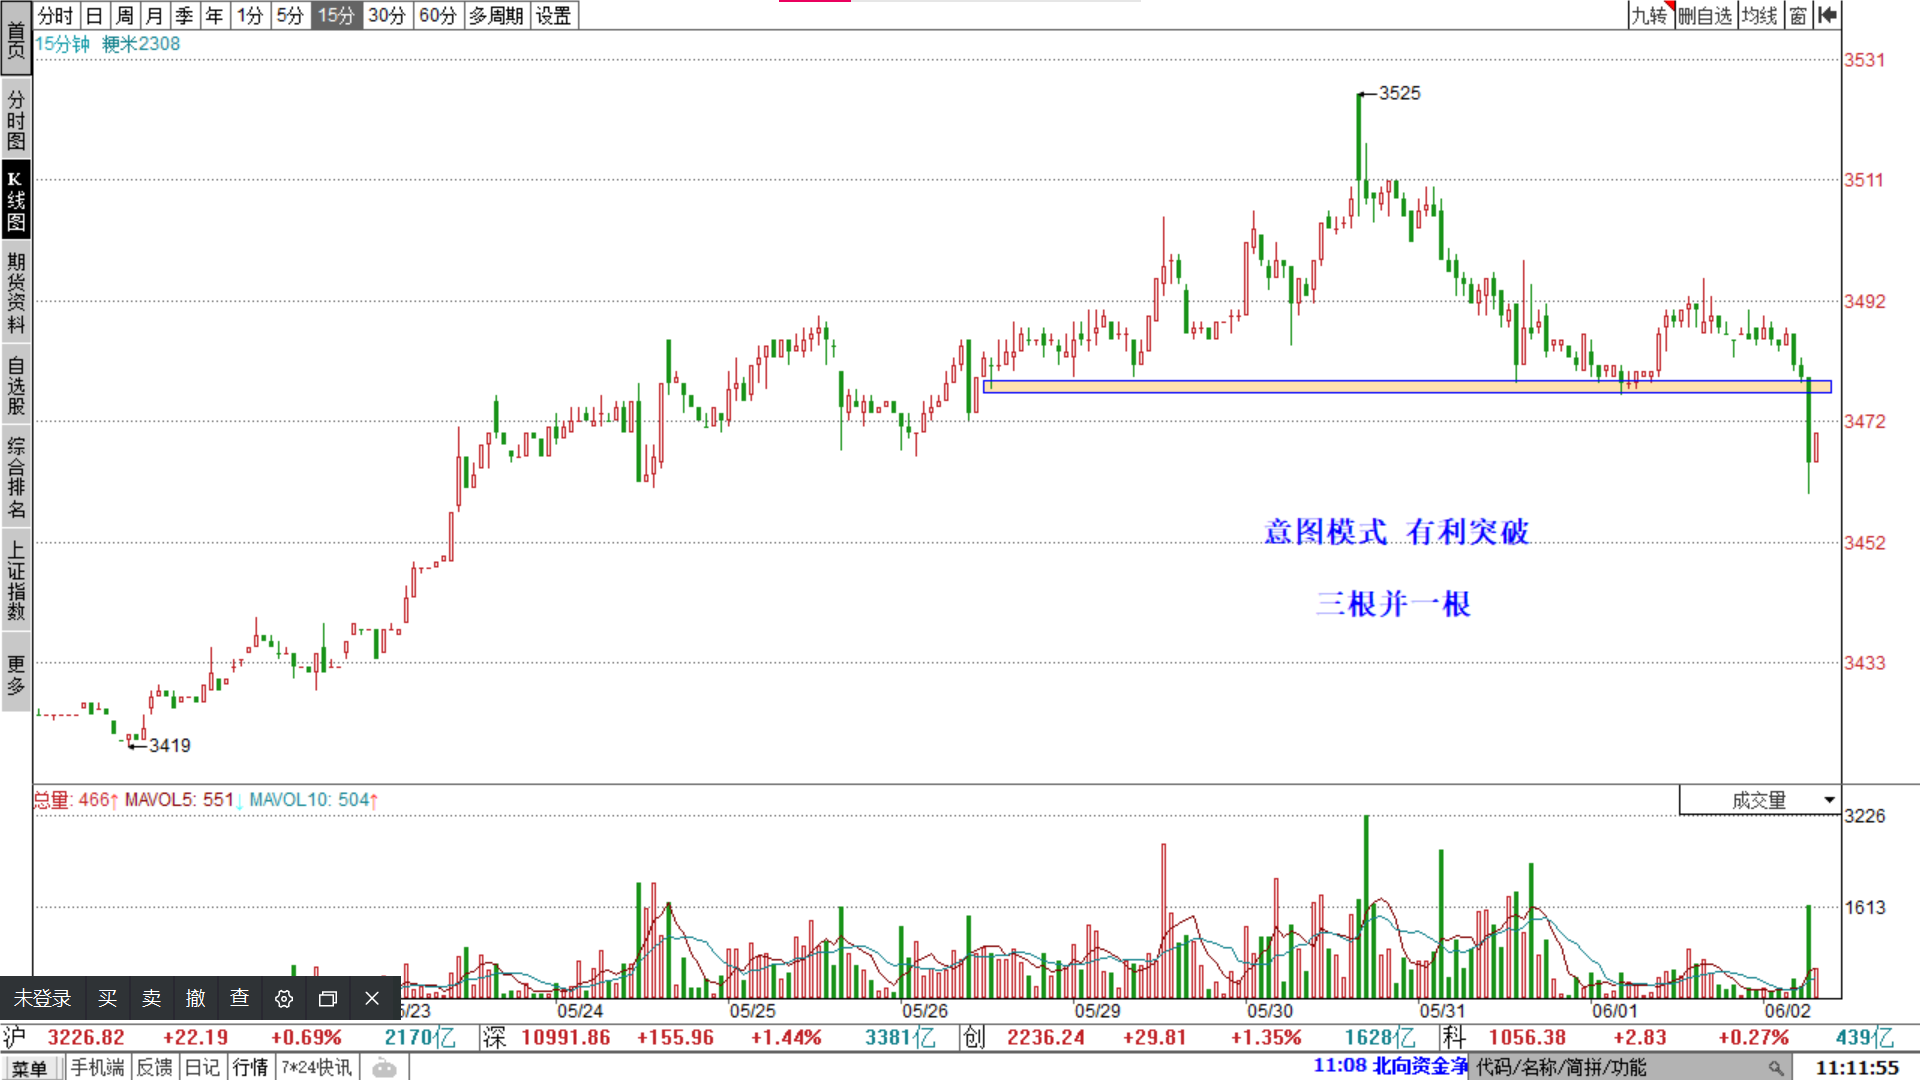 分时 日 周 月 季 年 1分 5分 15分 30分 60分 多周期 设置 九转 删自选 均线 窗
15分钟 粳米2308
首页
分时图
K线图
期货资料
自选股
综合排名
上证指数
更多
3531
3525
3511
3492
3472
意图模式 有利突破
3452
三根并一根
3433
3419
总量: 466↑ MAVOL5: 551↓ MAVOL10: 504↑ 成交量
3226
1613
未登录 买 卖 撤 查
5/23 05/24 05/25 05/26 05/29 05/30 05/31 06/01 06/02
沪 3226.82 +22.19 +0.69% 2170亿 深 10991.86 +155.96 +1.44% 3381亿 创 2236.24 +29.81 +1.35% 1628亿 科 1056.38 +2.83 +0.27% 439亿
菜单 手机端 反馈 日记 行情 7*24快讯 11:08 北向资金净 代码/名称/简拼/功能 11:11:55